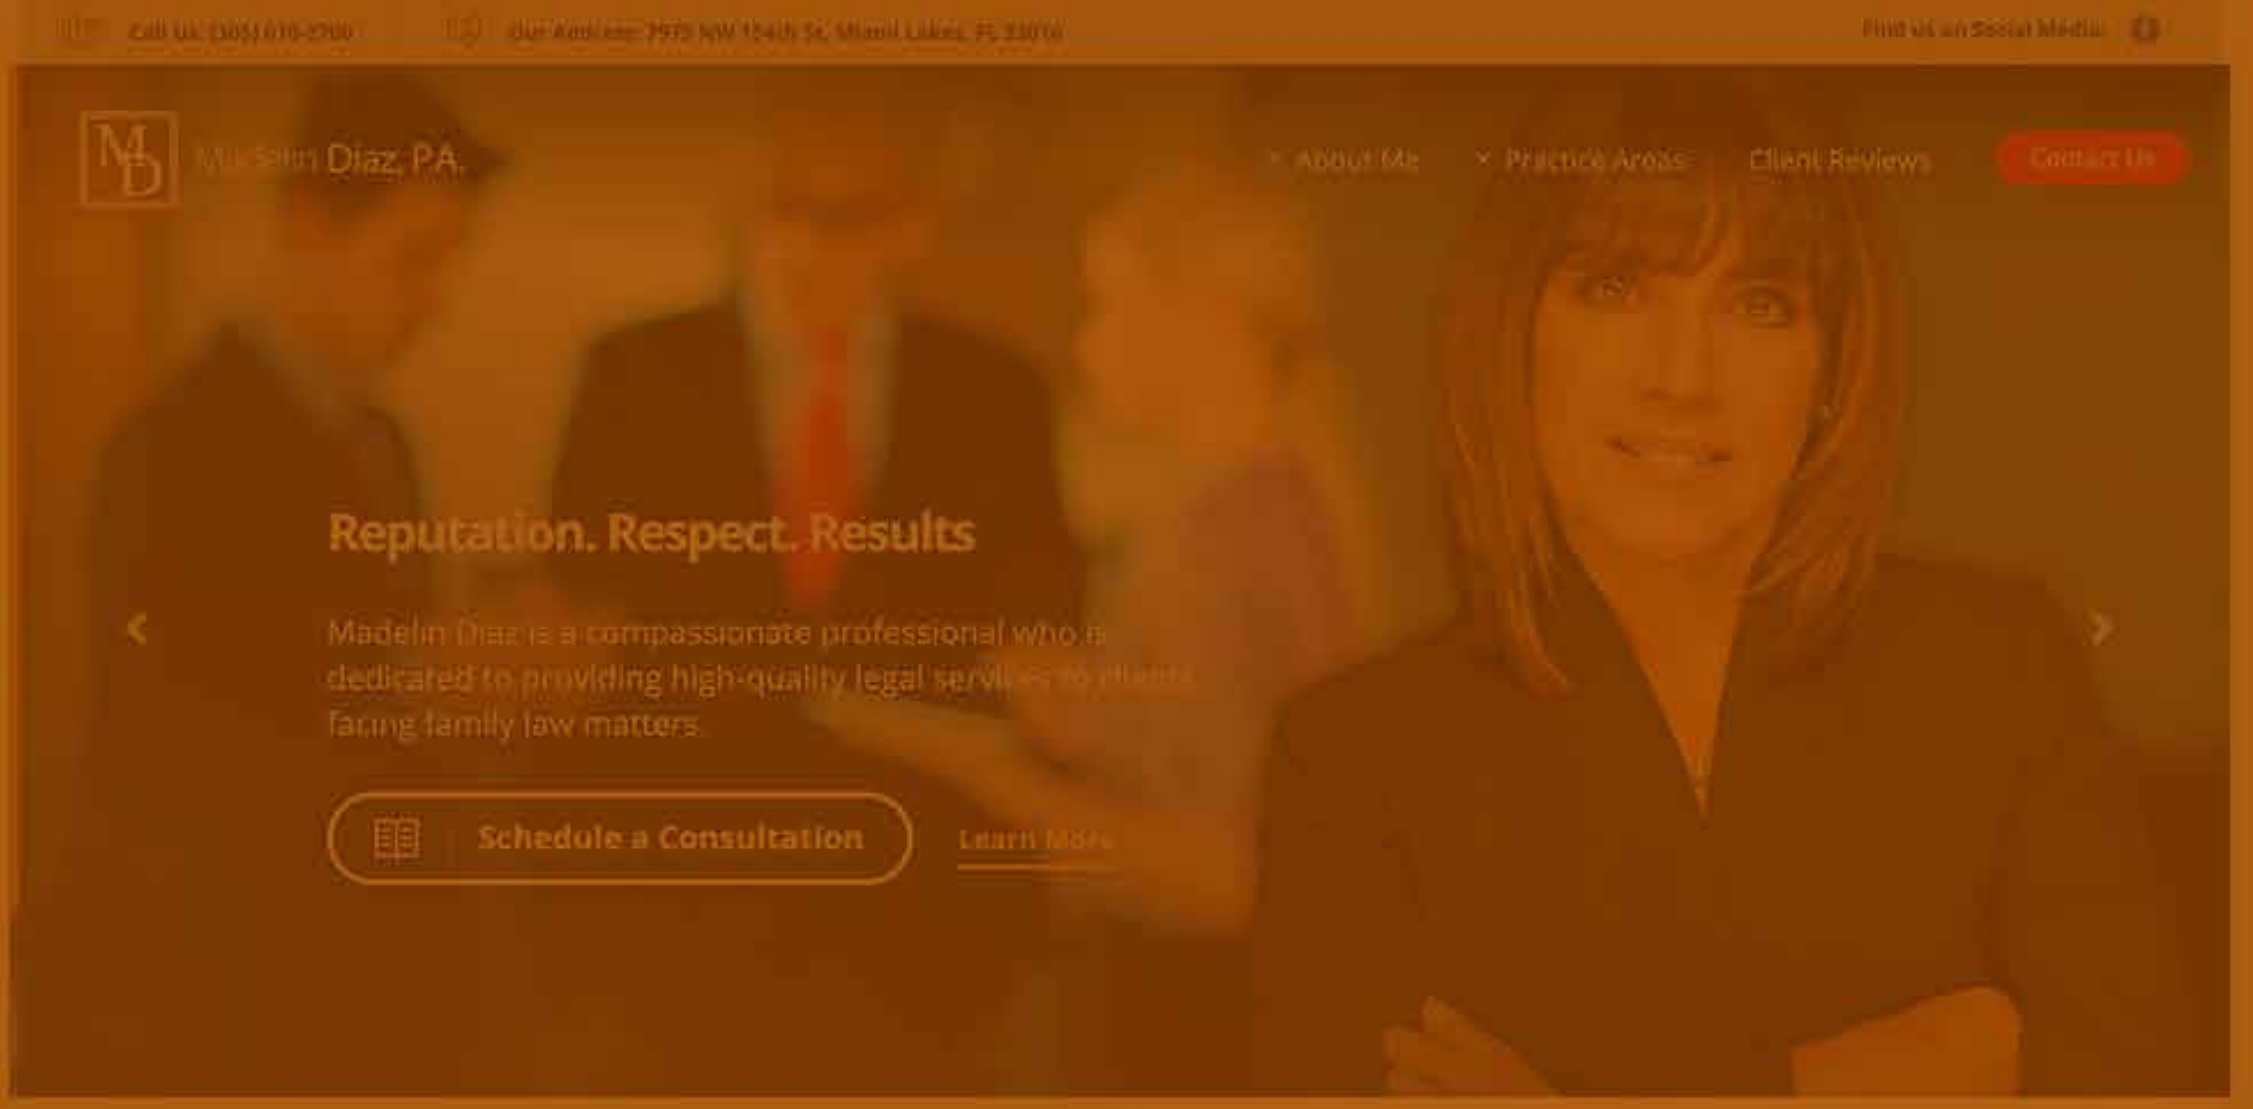 Call Us: (305)
Our Address: 7975 NW 154th St, Miami Lakes, FL 33016
Find us on Social Media:
MD
Madelin Diaz, P.A.
About Me
Practice Areas
Client Reviews
Contact Us
Reputation. Respect. Results
Madelin Diaz is a compassionate professional who is
dedicated to providing high-quality legal services to clients
facing family law matters.
Schedule a Consultation
Learn More